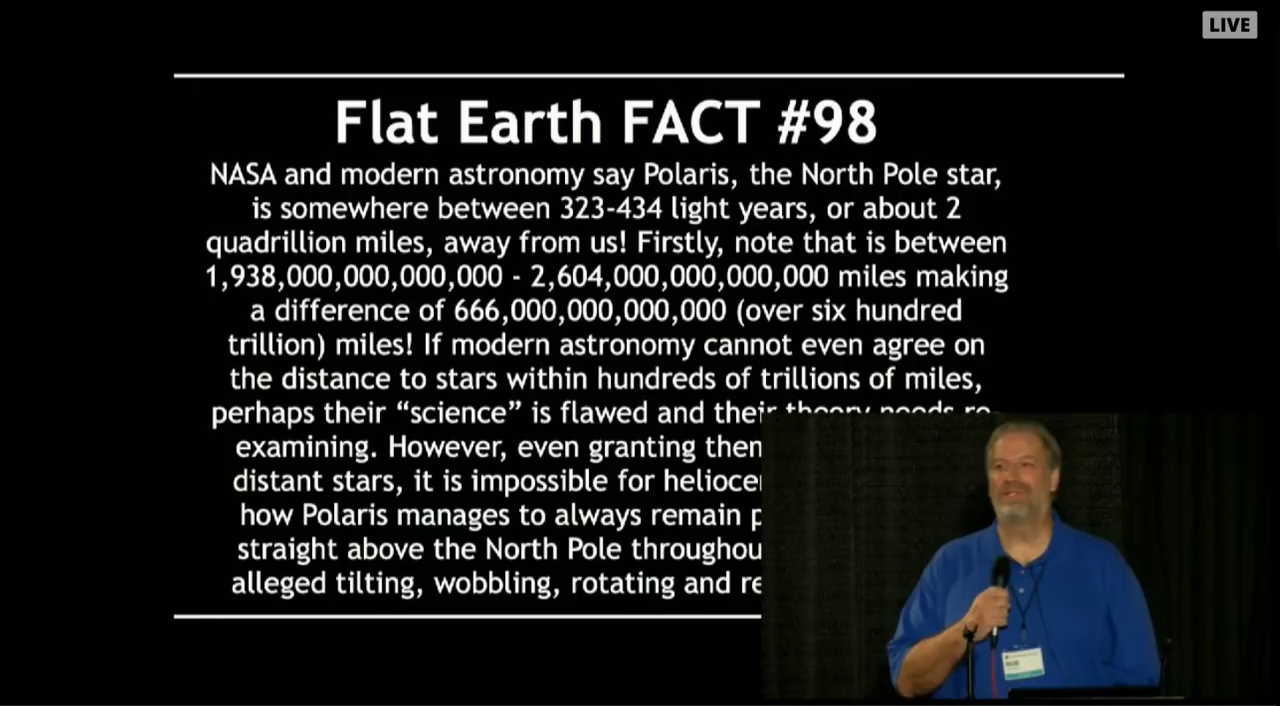 LIVE
Flat Earth FACT #98
NASA and modern astronomy say Polaris, the North Pole star,
is somewhere between 323-434 light years, or about 2
quadrillion miles, away from us! Firstly, note that is between
1,938,000,000,000,000 - 2,604,000,000,000,000 miles making
a difference of 666,000,000,000,000 (over six hundred
trillion) miles! If modern astronomy cannot even agree on
the distance to stars within hundreds of trillions of miles,
perhaps their “science” is flawed and their theory needs re-
examining. However, even granting
distant stars, it is impossible for
how Polaris manages to always remain
straight above the North Pole
alleged tilting, wobbling, rotating and